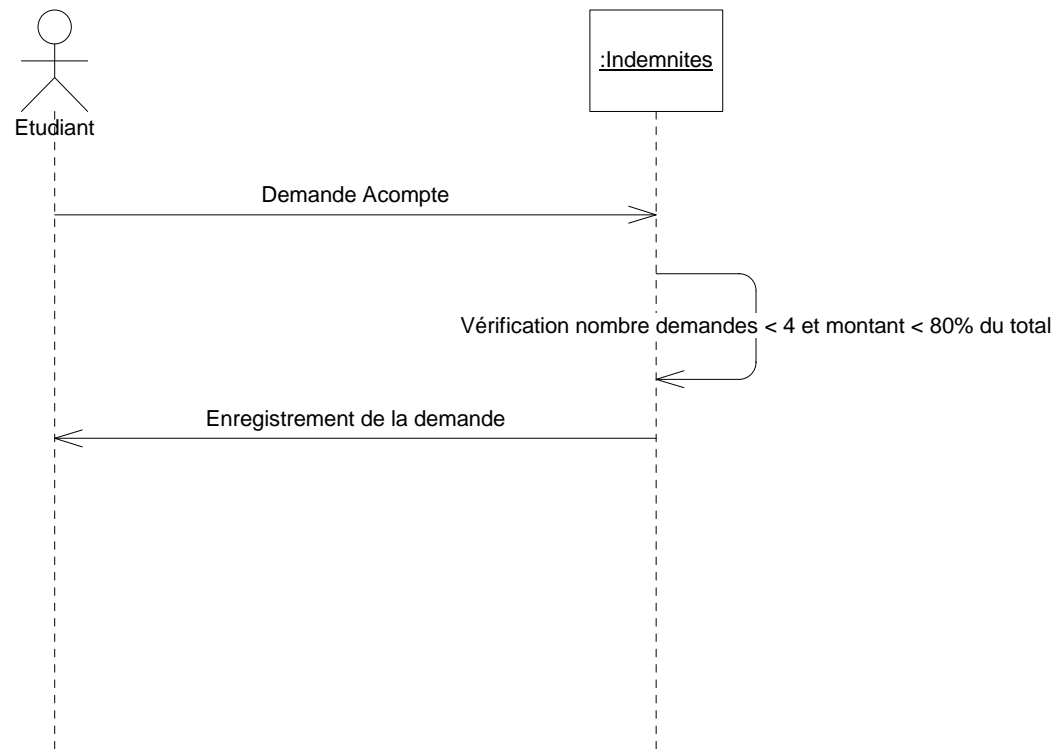 :Indemnites
Etudiant
Demande Acompte
Vérification nombre demandes < 4 et montant < 80% du total
Enregistrement de la demande